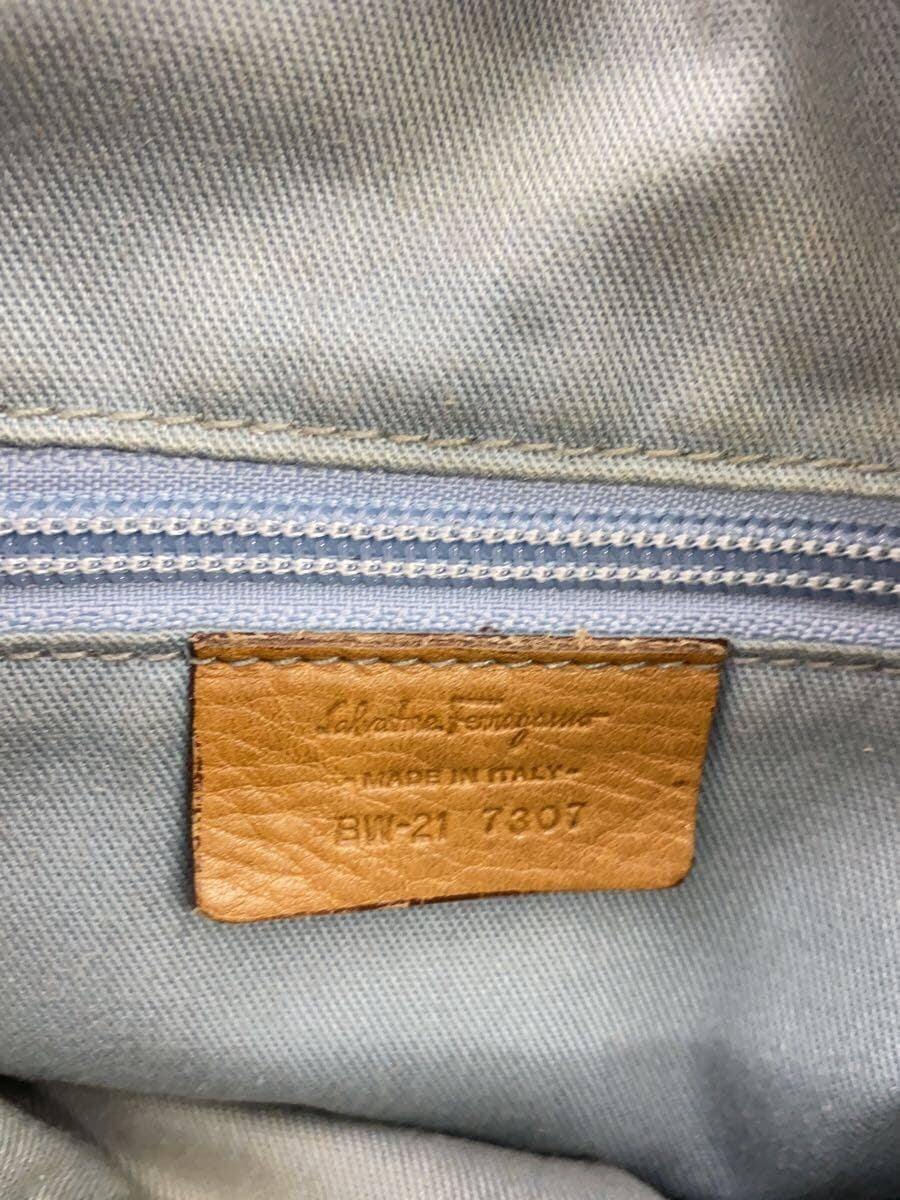 Salvatore Ferragamo
- MADE IN ITALY -
BW-21 7307